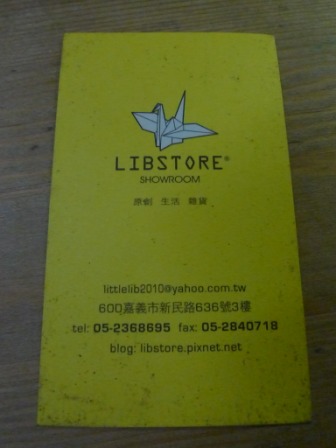 LIBSTORE®
SHOWROOM
原創 生活 雜貨
littlelib2010@yahoo.com.tw
600嘉義市新民路636號3樓
tel: 05-2368695 fax: 05-2840718
blog: libstore.pixnet.net